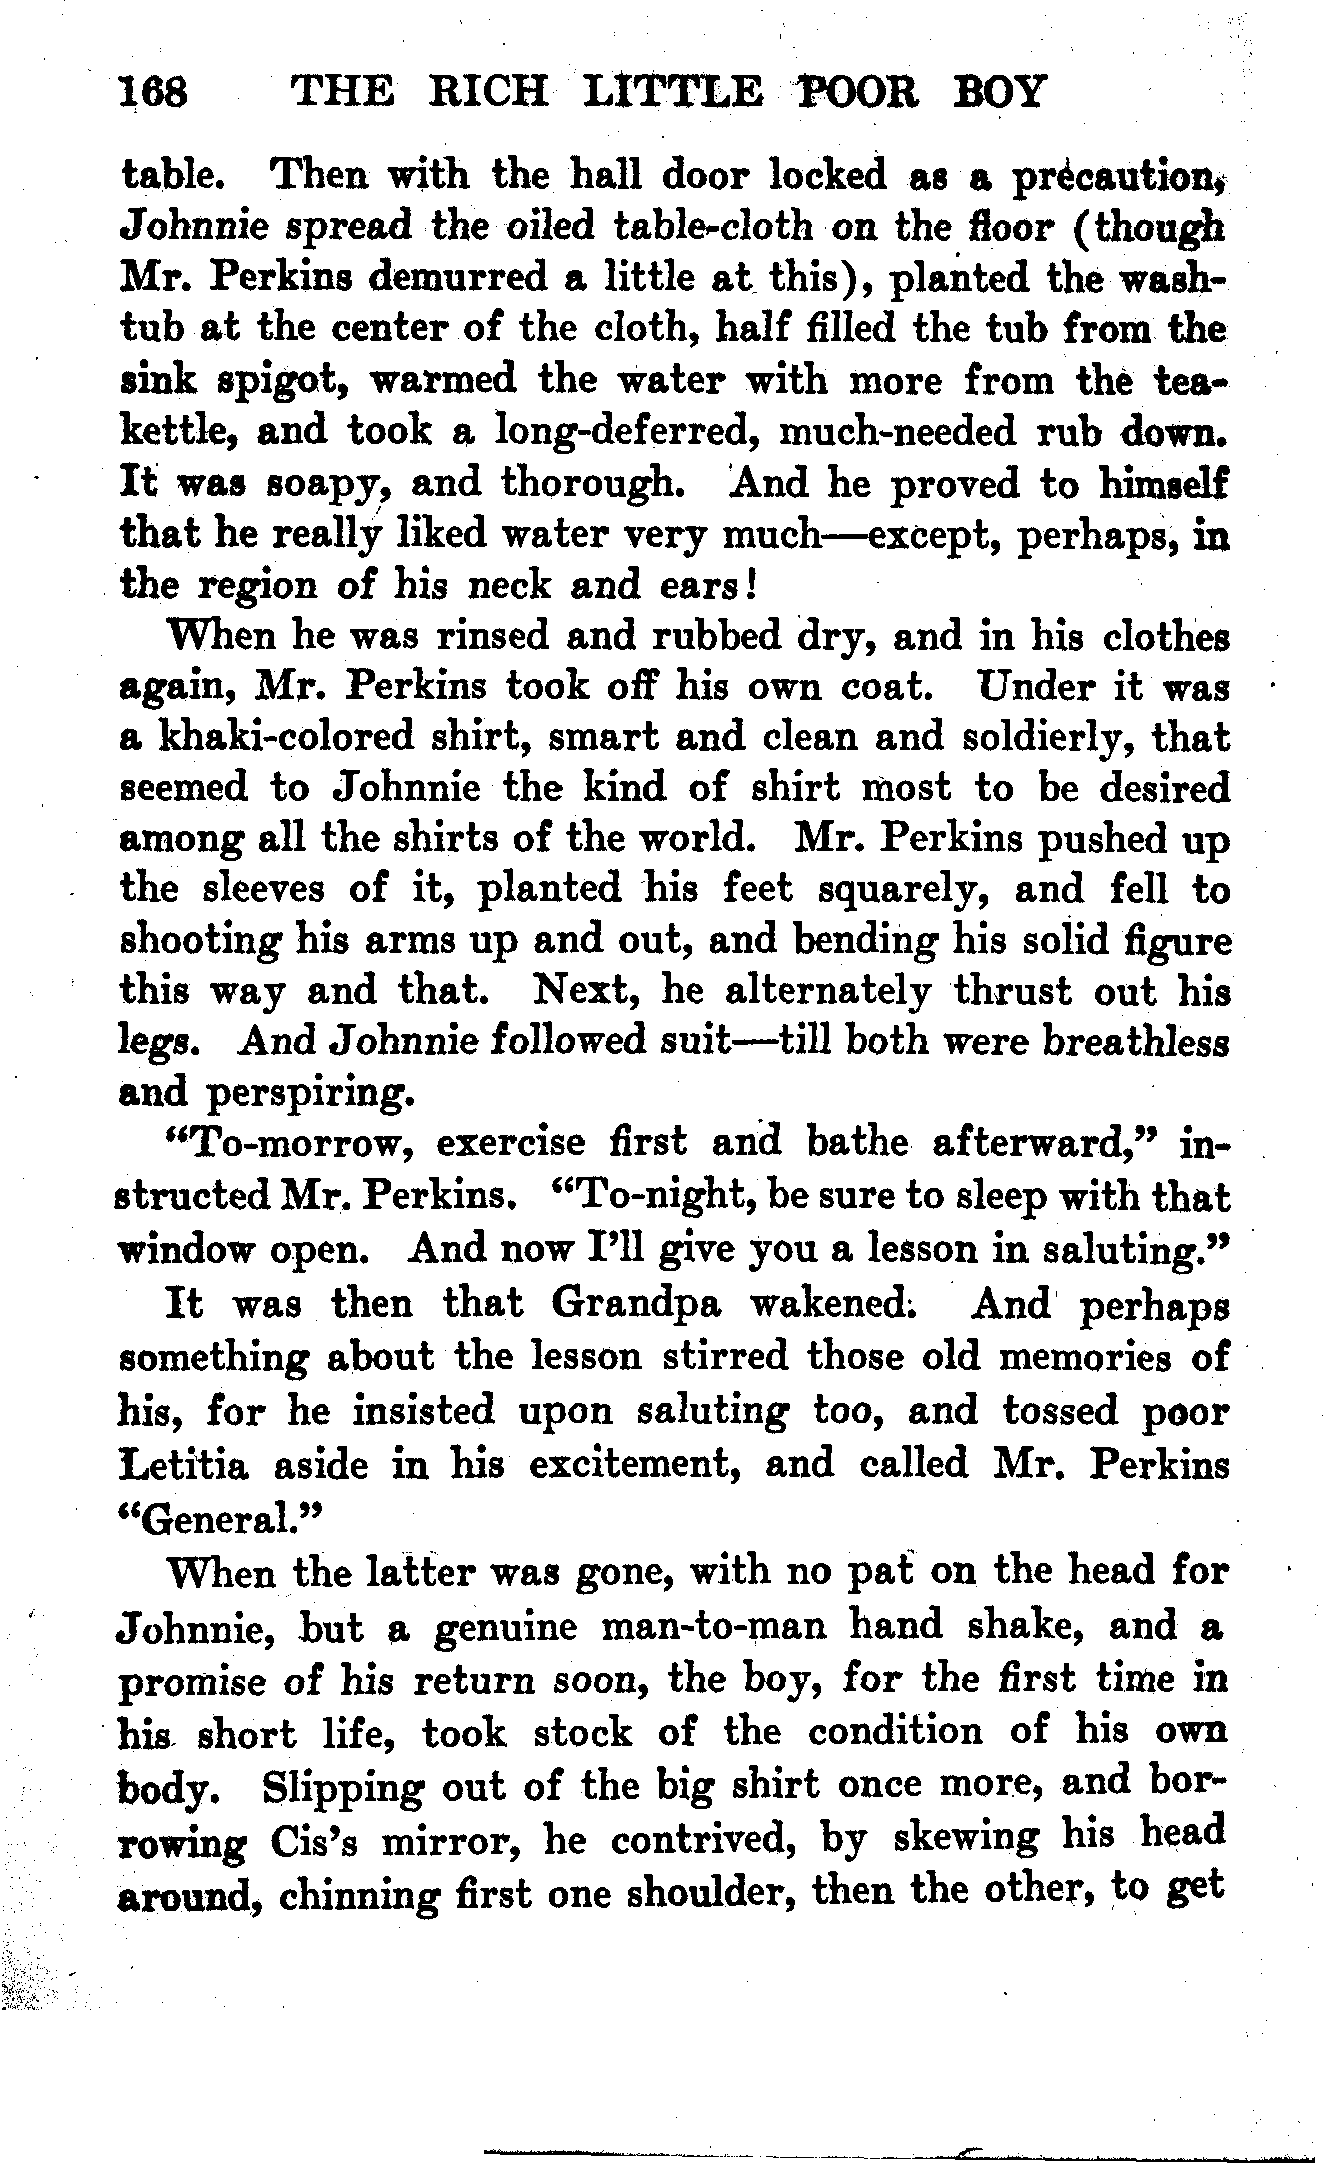 168 THE RICH LITTLE POOR BOY
table. Then with the hall door locked as a precaution,
Johnnie spread the oiled table-cloth on the floor (though
Mr. Perkins demurred a little at this), planted the wash-
tub at the center of the cloth, half filled the tub from the
sink spigot, warmed the water with more from the tea-
kettle, and took a long-deferred, much-needed rub down.
It was soapy, and thorough. And he proved to himself
that he really liked water very much—except, perhaps, in
the region of his neck and ears!
When he was rinsed and rubbed dry, and in his clothes
again, Mr. Perkins took off his own coat. Under it was
a khaki-colored shirt, smart and clean and soldierly, that
seemed to Johnnie the kind of shirt most to be desired
among all the shirts of the world. Mr. Perkins pushed up
the sleeves of it, planted his feet squarely, and fell to
shooting his arms up and out, and bending his solid figure
this way and that. Next, he alternately thrust out his
legs. And Johnnie followed suit—till both were breathless
and perspiring.
“To-morrow, exercise first and bathe afterward,” in-
structed Mr. Perkins. “To-night, be sure to sleep with that
window open. And now I’ll give you a lesson in saluting.”
It was then that Grandpa wakened. And perhaps
something about the lesson stirred those old memories of
his, for he insisted upon saluting too, and tossed poor
Letitia aside in his excitement, and called Mr. Perkins
“General.”
When the latter was gone, with no pat on the head for
Johnnie, but a genuine man-to-man hand shake, and a
promise of his return soon, the boy, for the first time in
his short life, took stock of the condition of his own
body. Slipping out of the big shirt once more, and bor-
rowing Cis’s mirror, he contrived, by skewing his head
around, chinning first one shoulder, then the other, to get